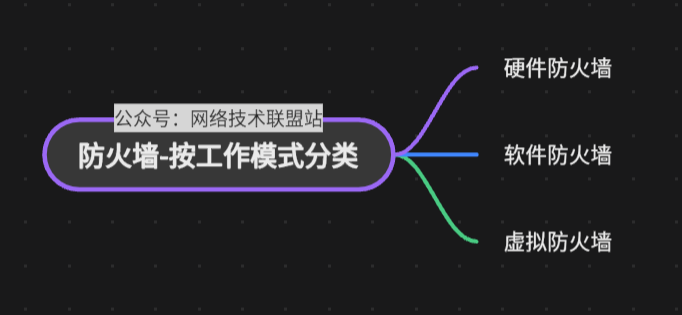 公众号：网络技术联盟站
防火墙-按工作模式分类
硬件防火墙
软件防火墙
虚拟防火墙